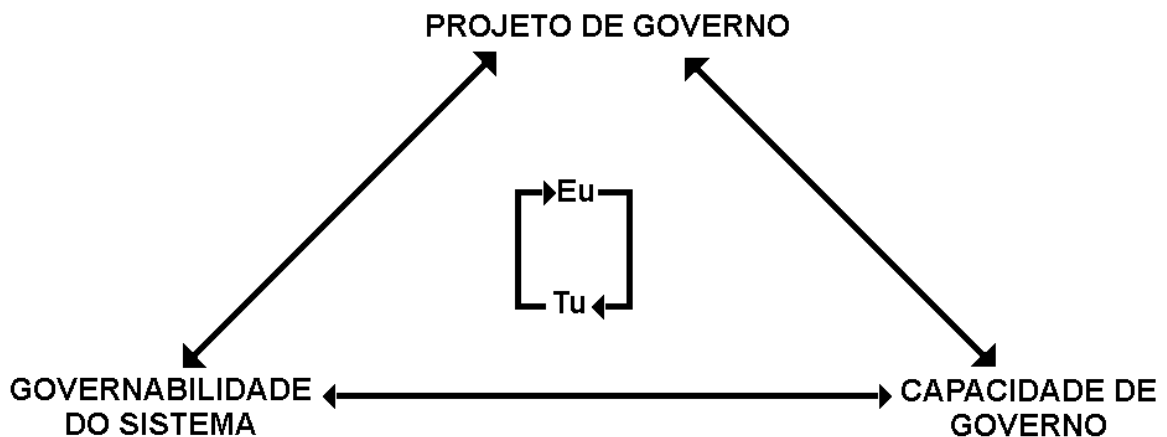 PROJETO DE GOVERNO
Eu
Tu
GOVERNABILIDADE
DO SISTEMA
CAPACIDADE DE
GOVERNO